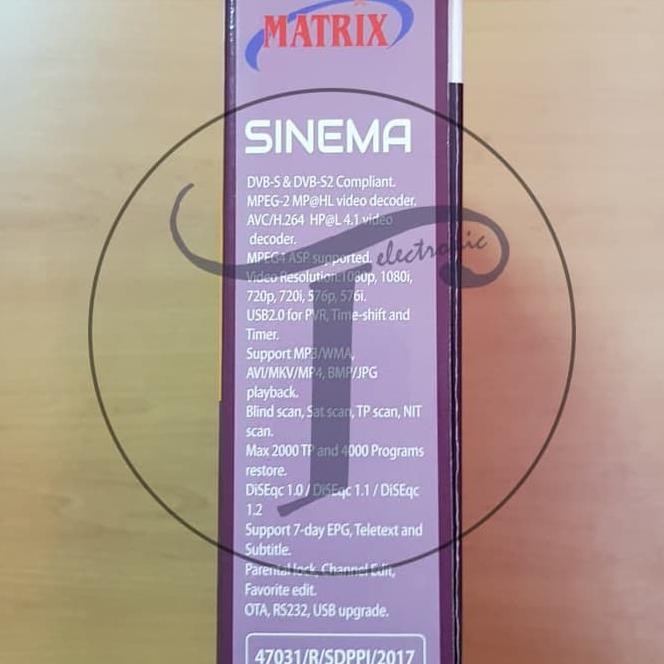 MATRIX
SINEMA
DVB-S & DVB-S2 Compliant.
MPEG-2 MP@HL video decoder.
AVC/H.264 HP@L 4.1 video
decoder.
MPEG4 ASP supported.
electronic
Video Resolution:1080p, 1080i,
720p, 720i, 576p, 576i.
USB2.0 for PVR, Time-shift and
Timer.
Support MP3/WMA,
AVI/MKV/MP4, BMP/JPG
playback.
Blind scan, Sat scan, TP scan, NIT
scan.
Max 2000 TP and 4000 Programs
restore.
DiSEqc 1.0 / DiSEqc 1.1 / DiSEqc
1.2
Support 7-day EPG, Teletext and
Subtitle.
Parental lock, Channel Edit,
Favorite edit.
OTA, RS232, USB upgrade.
47031/R/SDPPI/2017